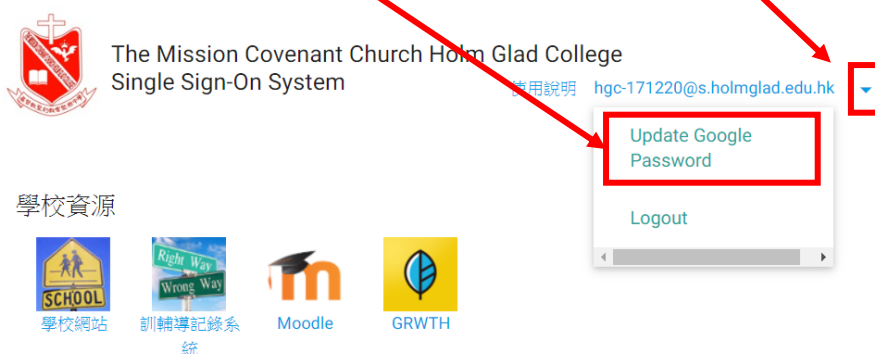 The Mission Covenant Church Holm Glad College
Single Sign-On System
使用說明 hgc-171220@s.holmglad.edu.hk
Update Google
Password
Logout
學校資源
SCHOOL
Right Way
Wrong Way
學校網站
訓輔導記錄系
統
Moodle
GRWTH